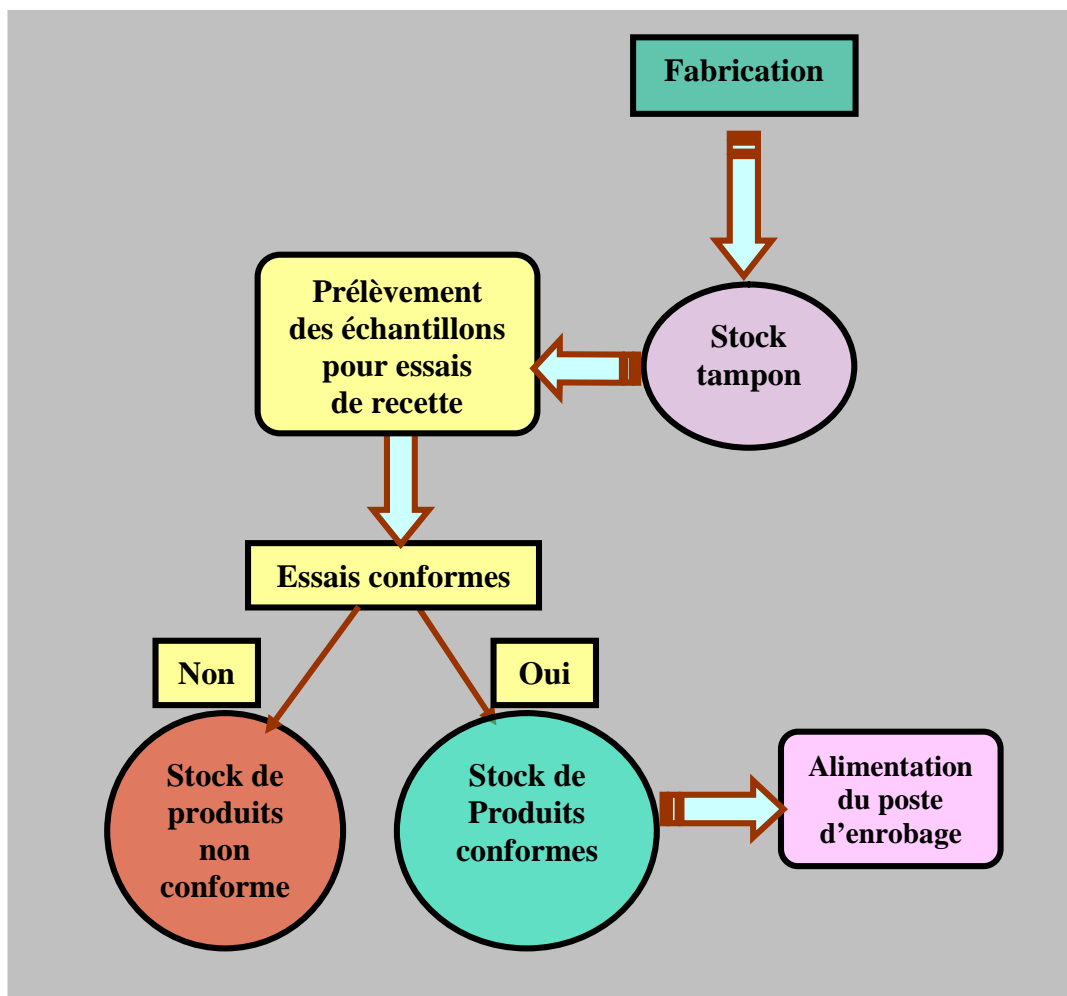 Fabrication
Stock
tampon
Prélèvement
des échantillons
pour essais
de recette
Essais conformes
Non
Oui
Stock de
produits
non
conforme
Stock de
Produits
conformes
Alimentation
du poste
d’enrobage